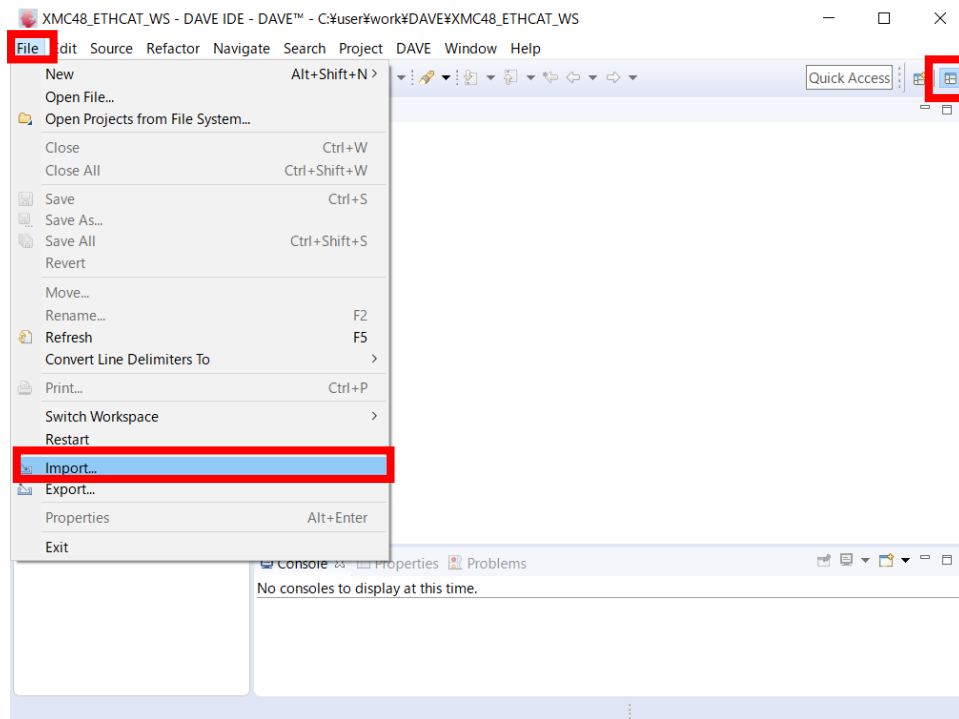 XMC48_ETHCAT_WS - DAVE IDE - DAVE™ - C:¥user¥work¥DAVE¥XMC48_ETHCAT_WS
File Edit Source Refactor Navigate Search Project DAVE Window Help
New Alt+Shift+N >
Quick Access
Open File...
Open Projects from File System...
Close Ctrl+W
Close All Ctrl+Shift+W
Save Ctrl+S
Save As...
Save All Ctrl+Shift+S
Revert
Move...
Rename... F2
Refresh F5
Convert Line Delimiters To >
Print... Ctrl+P
Switch Workspace >
Restart
Import...
Export...
Properties Alt+Enter
Exit
Console Properties Problems
No consoles to display at this time.